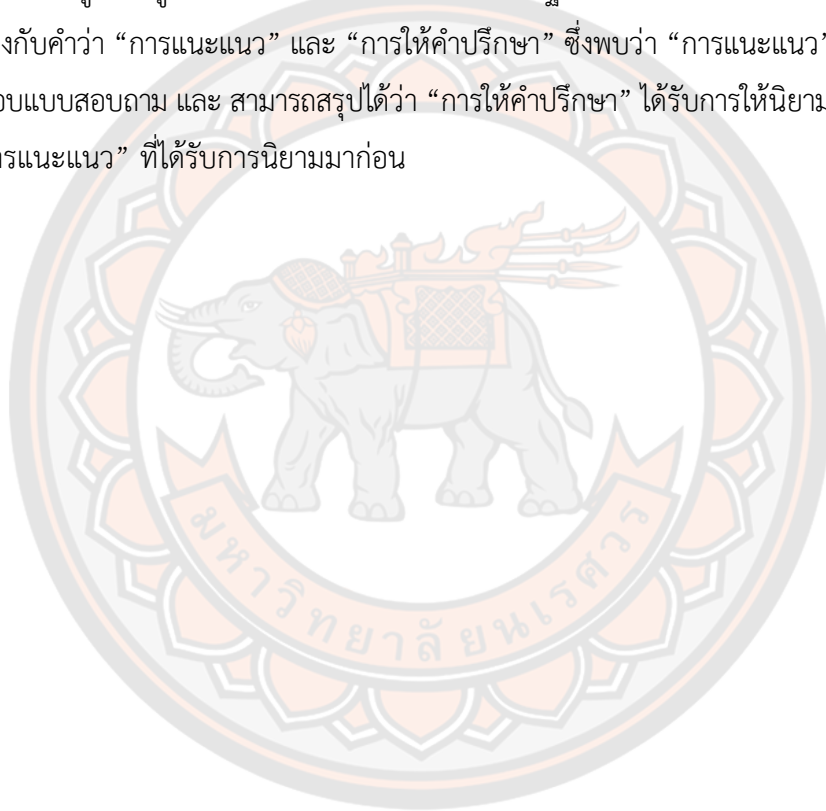 งกับคำว่า “การแนะแนว” และ “การให้คำปรึกษา” ซึ่งพบว่า “การแนะแนว”
อบแบบสอบถาม และ สามารถสรุปได้ว่า “การให้คำปรึกษา” ได้รับการให้นิยาม
ารแนะแนว” ที่ได้รับการนิยามมาก่อน
มหาวิทยาลัยนเรศวร